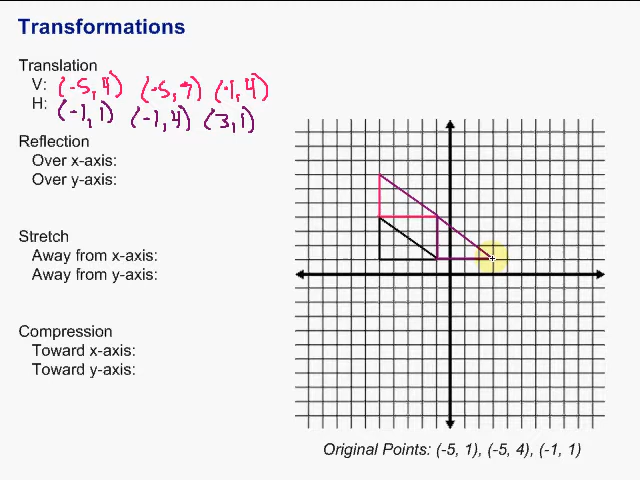 Transformations
Translation
V: (-5, 4) (-5, 7) (-1, 4)
H: (-1, 1) (-1, 4) (3, 1)
Reflection
Over x-axis:
Over y-axis:
Stretch
Away from x-axis:
Away from y-axis:
Compression
Toward x-axis:
Toward y-axis:
Original Points: (-5, 1), (-5, 4), (-1, 1)